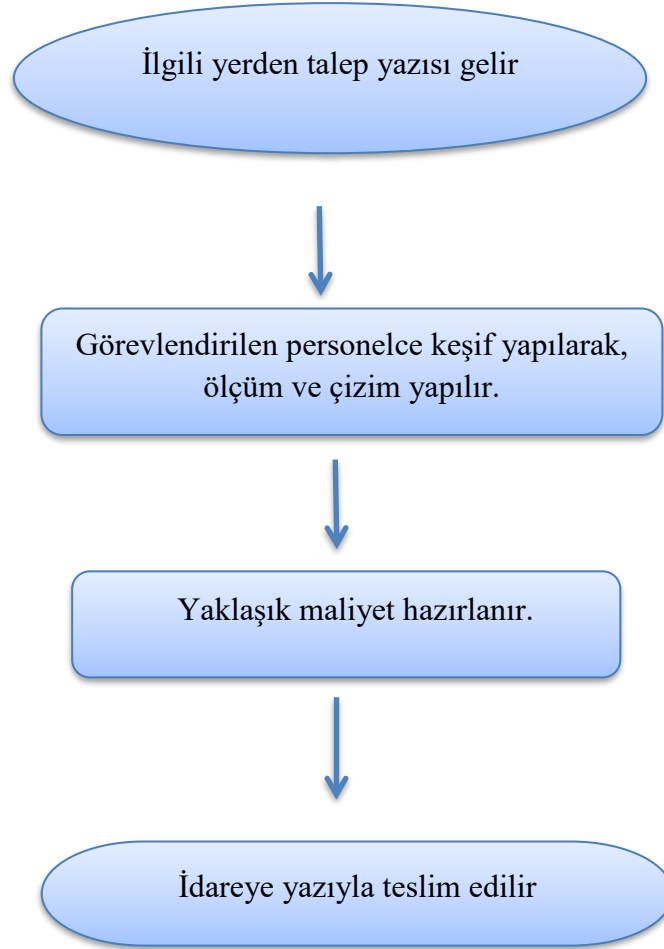 İlgili yerden talep yazısı gelir
Görevlendirilen personelce keşif yapılarak,
ölçüm ve çizim yapılır.
Yaklaşık maliyet hazırlanır.
İdareye yazıyla teslim edilir